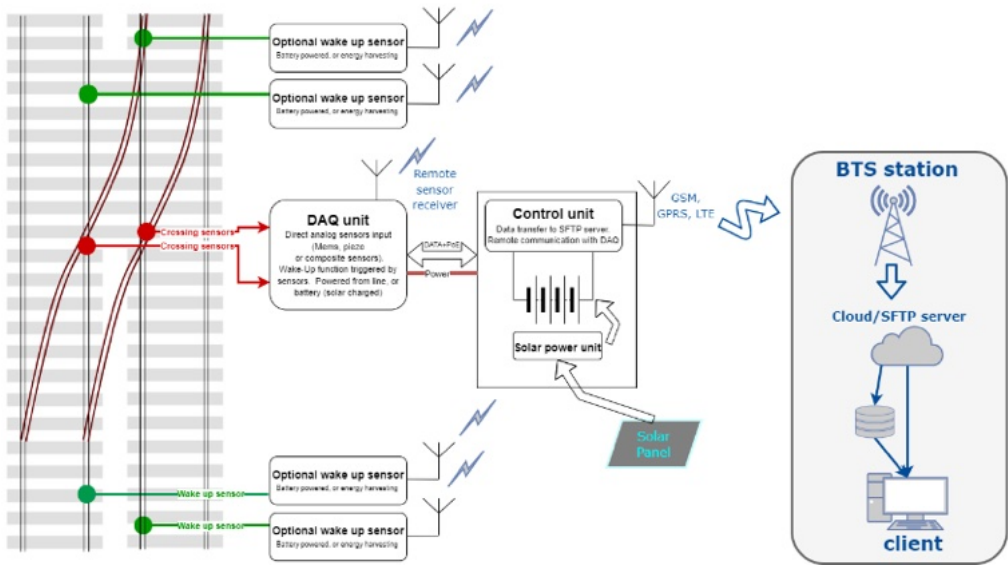 Optional wake up sensor
Battery powered, or energy harvesting
Optional wake up sensor
Battery powered, or energy harvesting
Remote
sensor
receiver
Crossing sensors
Crossing sensors
DAQ unit
Direct analog sensors input
(Mems, piezo
or composite sensors).
Wake-Up function triggered by
sensors. Powered from line, or
battery (solar charged)
DATA+PoE
Power
Control unit
Data transfer to SFTP server.
Remote communication with DAQ
Solar power unit
Solar
Panel
GSM,
GPRS, LTE
BTS station
Cloud/SFTP server
client
Wake up sensor
Optional wake up sensor
Battery powered, or energy harvesting
Wake up sensor
Optional wake up sensor
Battery powered, or energy harvesting